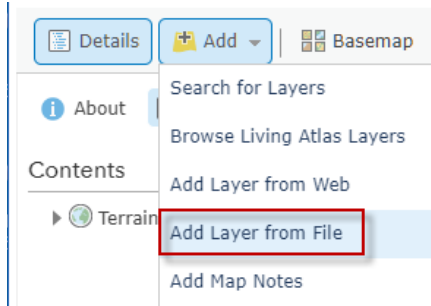 Details Add Basemap
Search for Layers
About
Browse Living Atlas Layers
Contents
Add Layer from Web
Terrain
Add Layer from File
Add Map Notes